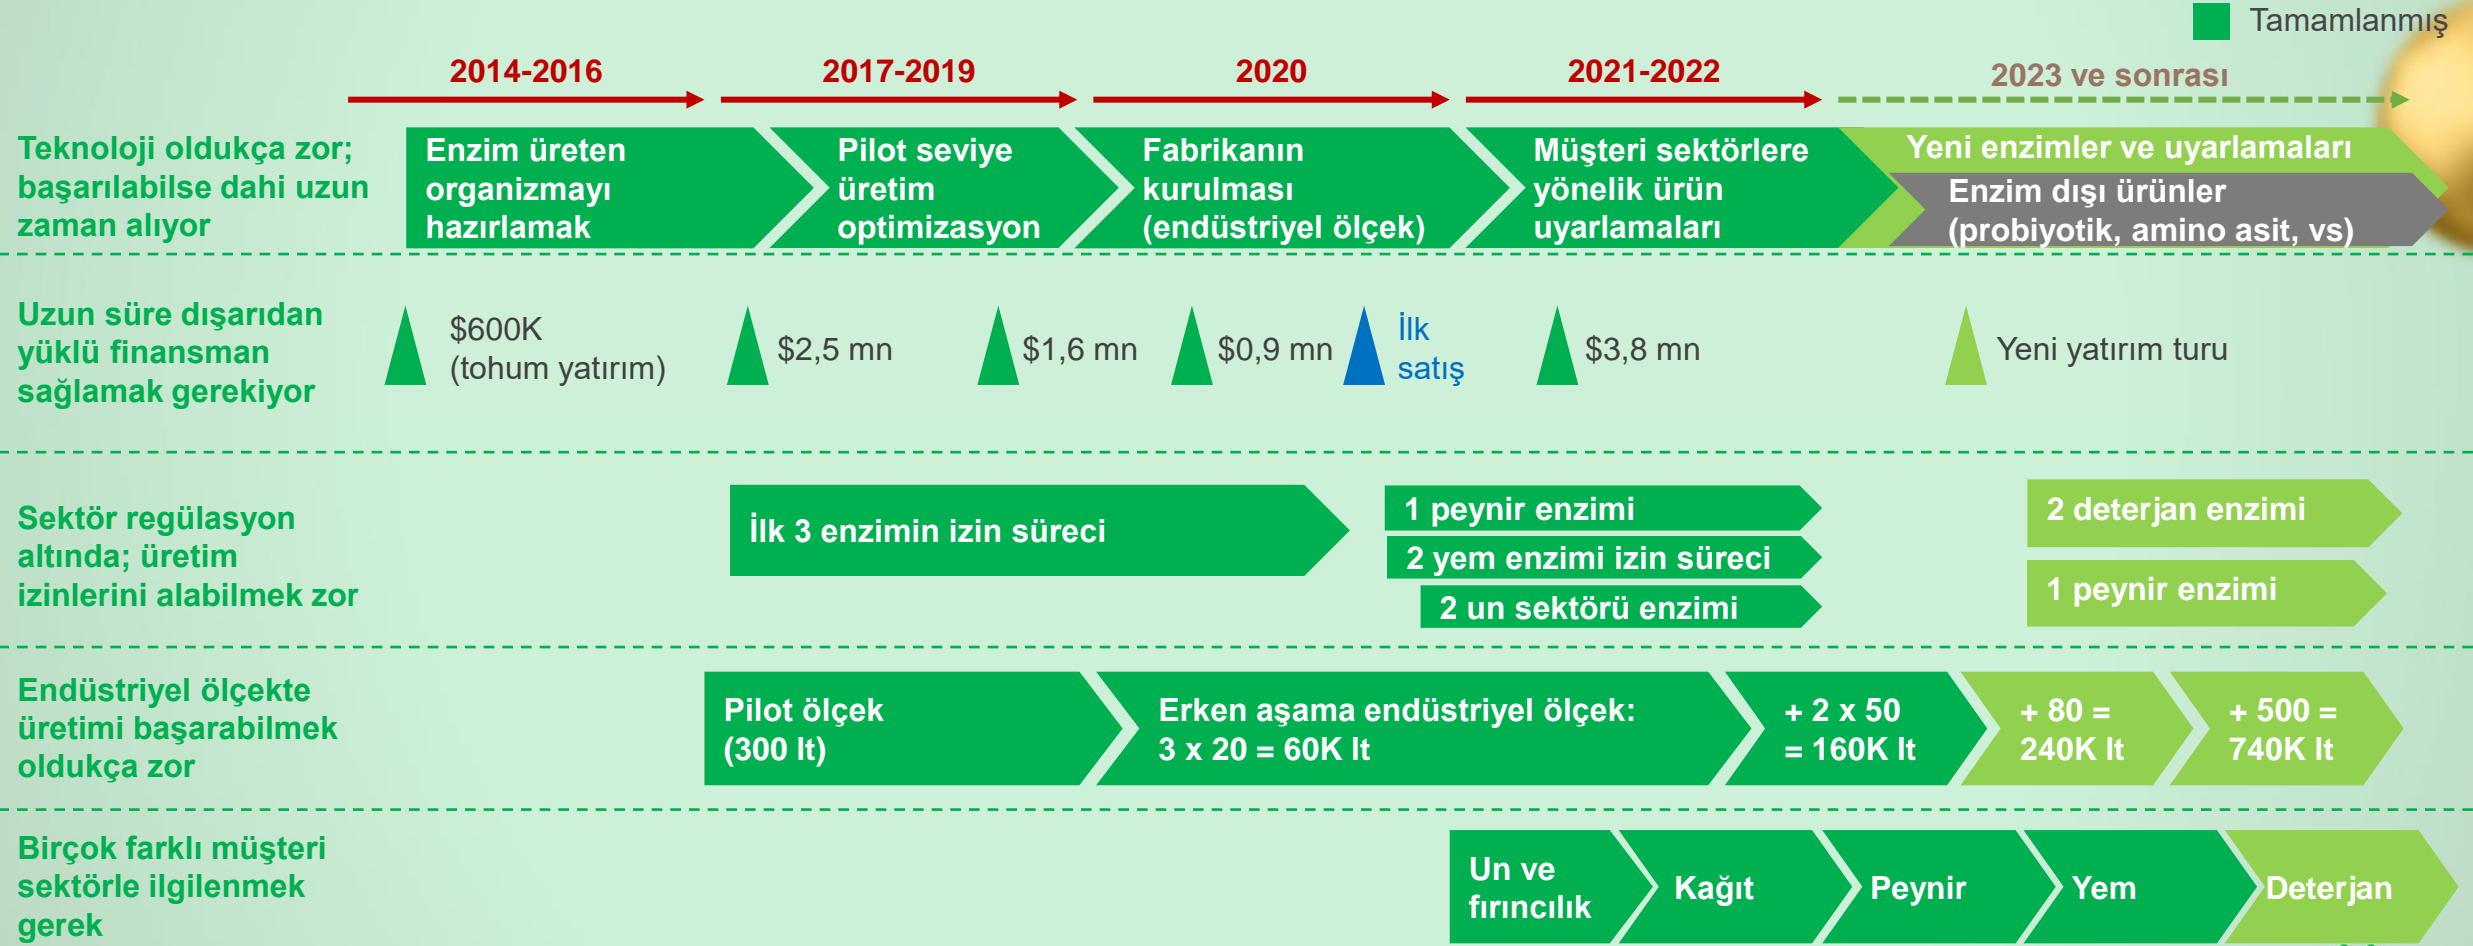 Tamamlanmış
2014-2016
2017-2019
2020
2021-2022
2023 ve sonrası
Teknoloji oldukça zor;
başarılabilse dahi uzun
zaman alıyor
Enzim üreten
organizmayı
hazırlamak
Pilot seviye
üretim
optimizasyon
Fabrikanın
kurulması
(endüstriyel ölçek)
Müşteri sektörlere
yönelik ürün
uyarlamaları
Yeni enzimler ve uyarlamaları
Enzim dışı ürünler
(probiyotik, amino asit, vs)
Uzun süre dışarıdan
yüklü finansman
sağlamak gerekiyor
$600K
(tohum yatırım)
$2,5 mn
$1,6 mn
$0,9 mn
İlk
satış
$3,8 mn
Yeni yatırım turu
Sektör regülasyon
altında; üretim
izinlerini alabilmek zor
İlk 3 enzimin izin süreci
1 peynir enzimi
2 yem enzimi izin süreci
2 un sektörü enzimi
2 deterjan enzimi
1 peynir enzimi
Endüstriyel ölçekte
üretimi başarabilmek
oldukça zor
Pilot ölçek
(300 lt)
Erken aşama endüstriyel ölçek:
3 x 20 = 60K lt
+ 2 x 50
= 160K lt
+ 80 =
240K lt
+ 500 =
740K lt
Birçok farklı müşteri
sektörle ilgilenmek
gerek
Un ve
fırıncılık
Kağıt
Peynir
Yem
Deterjan